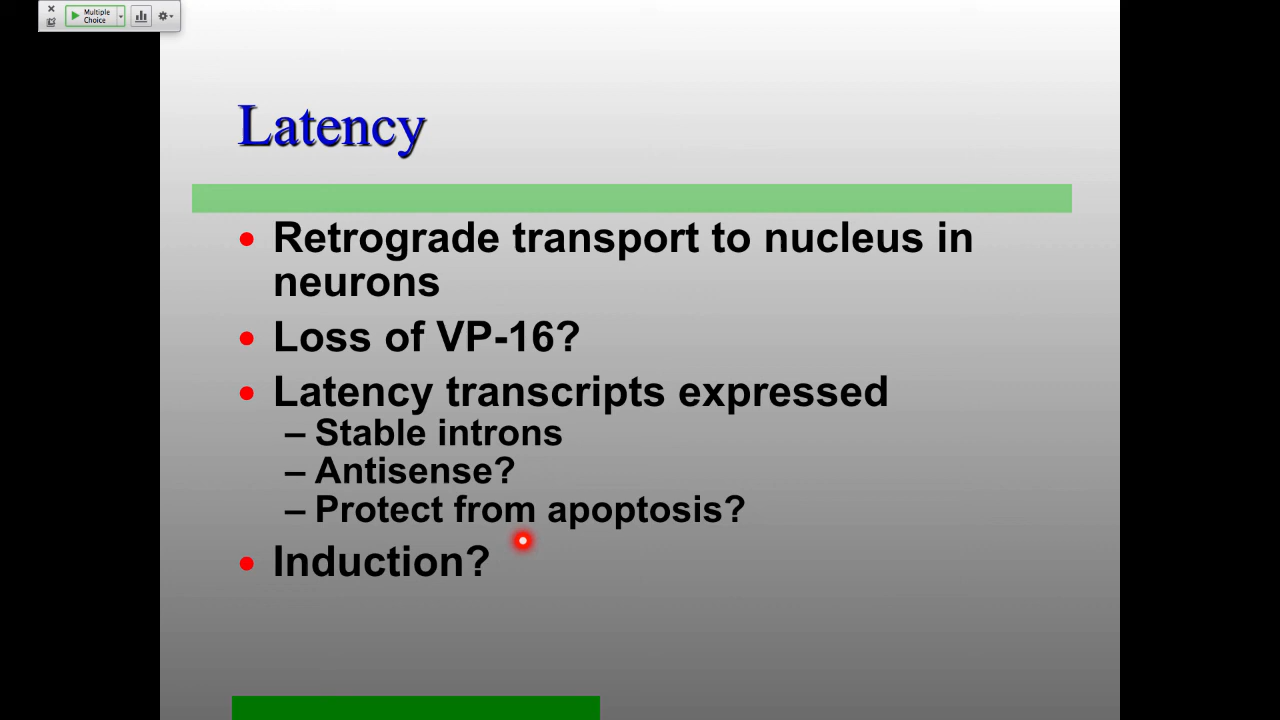 Multiple
Choice
Latency
• Retrograde transport to nucleus in
neurons
• Loss of VP-16?
• Latency transcripts expressed
– Stable introns
– Antisense?
– Protect from apoptosis?
• Induction?